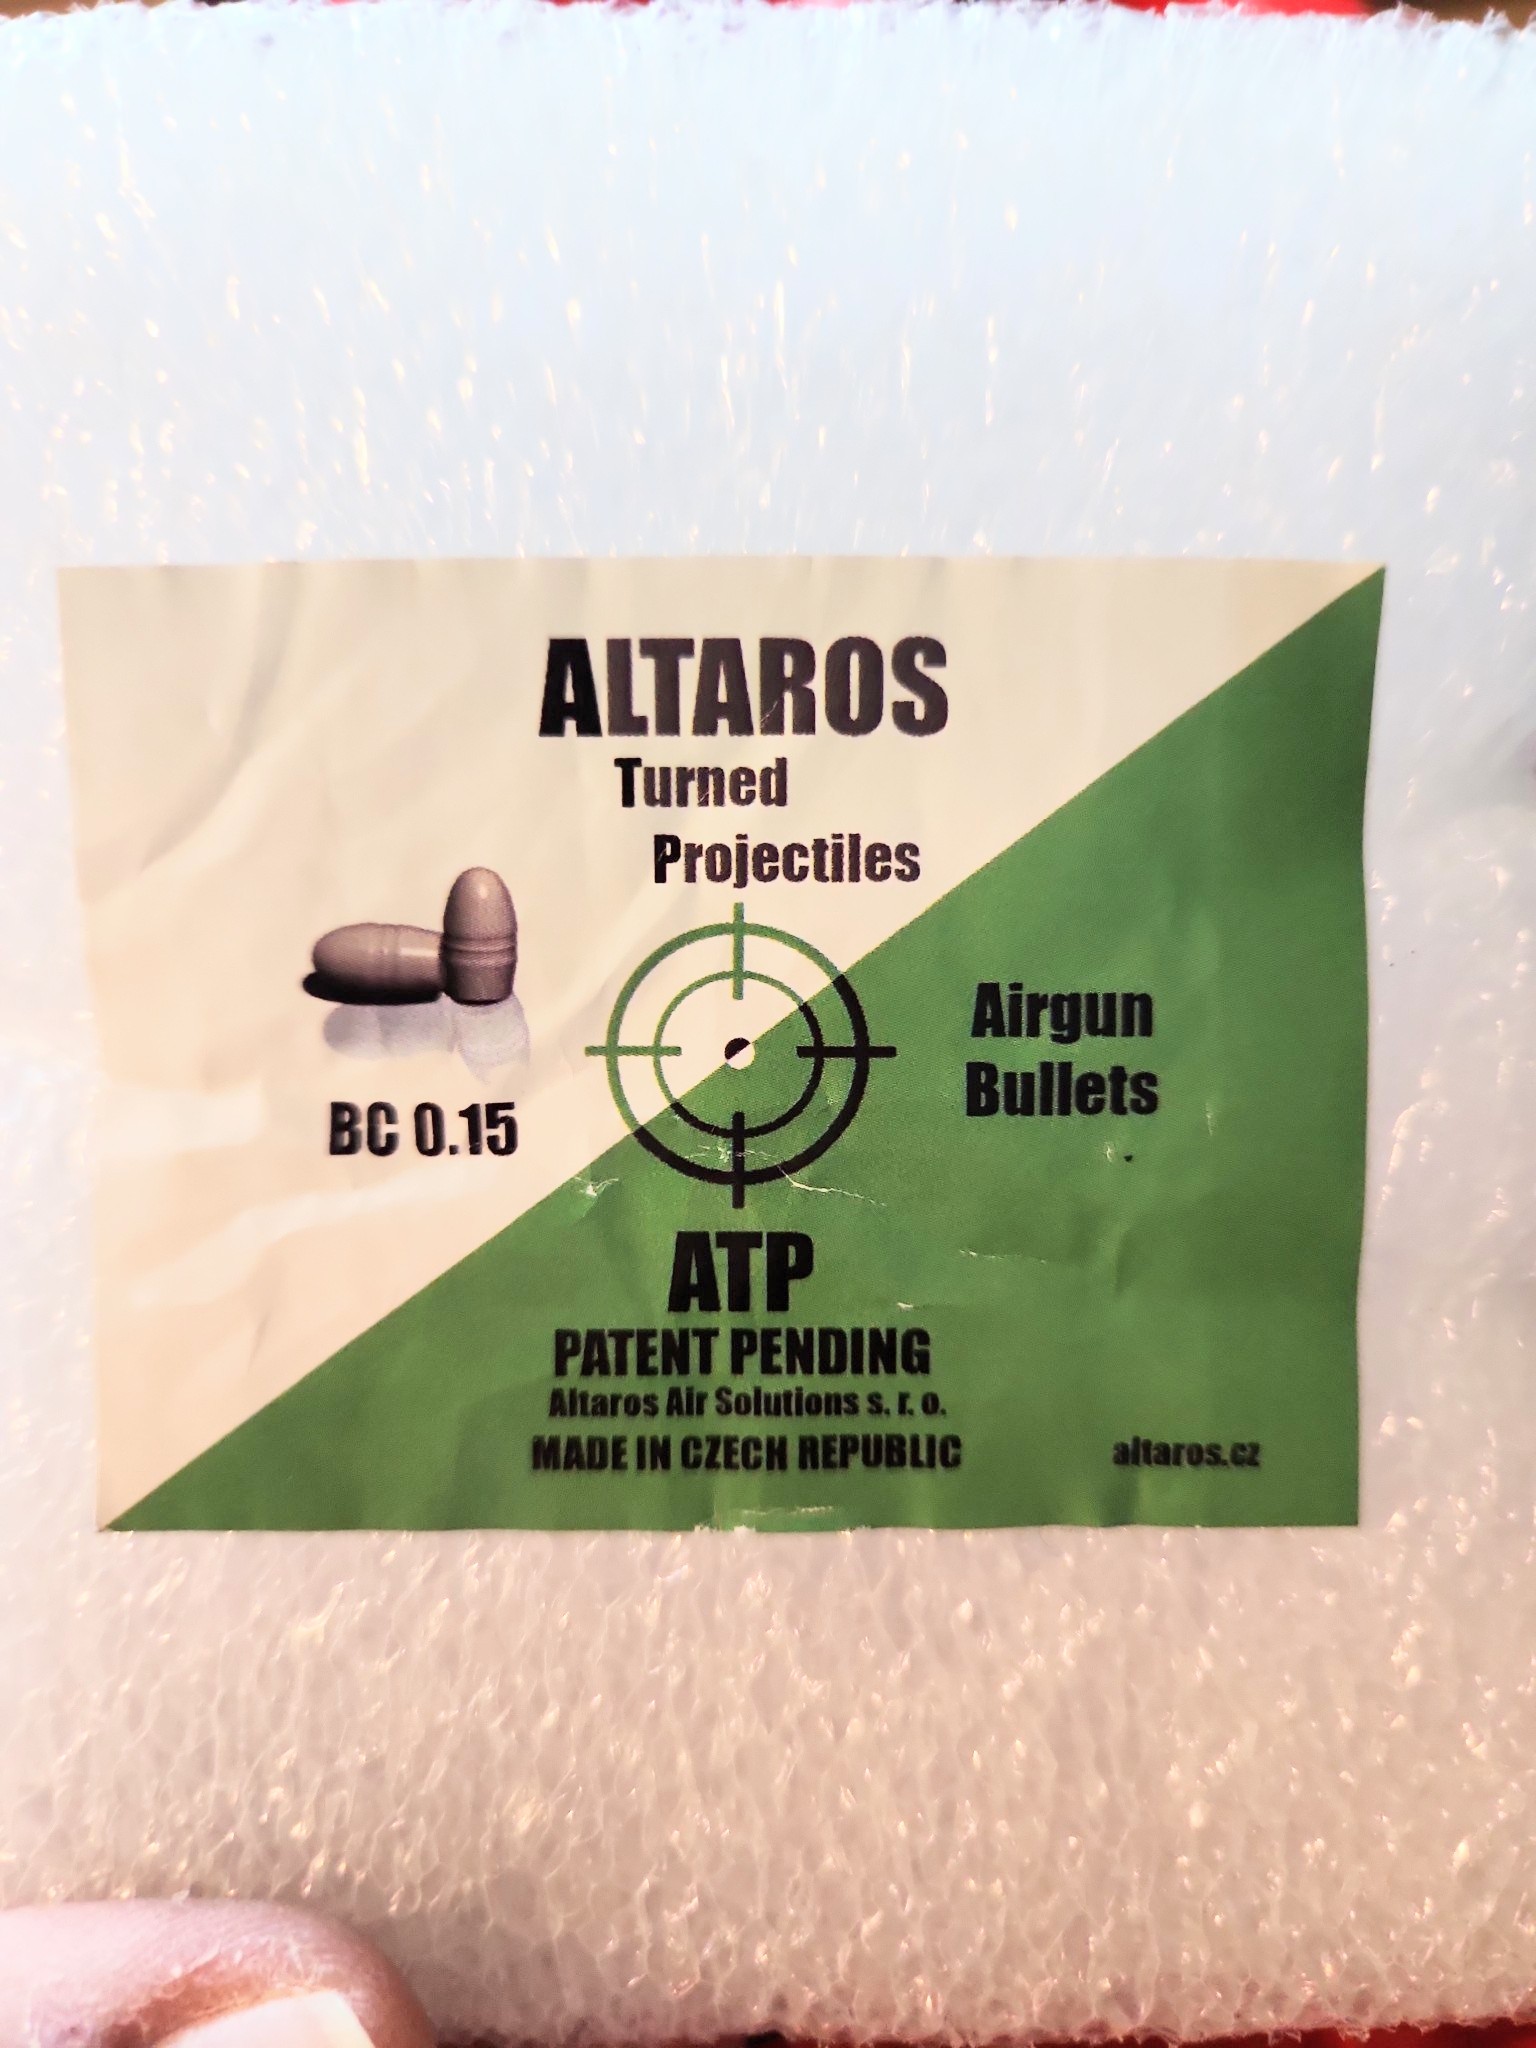 ALTAROS
Turned
Projectiles
Airgun
Bullets
BC 0.15
ATP
PATENT PENDING
Altaros Air Solutions s. r. o.
MADE IN CZECH REPUBLIC
altaros.cz